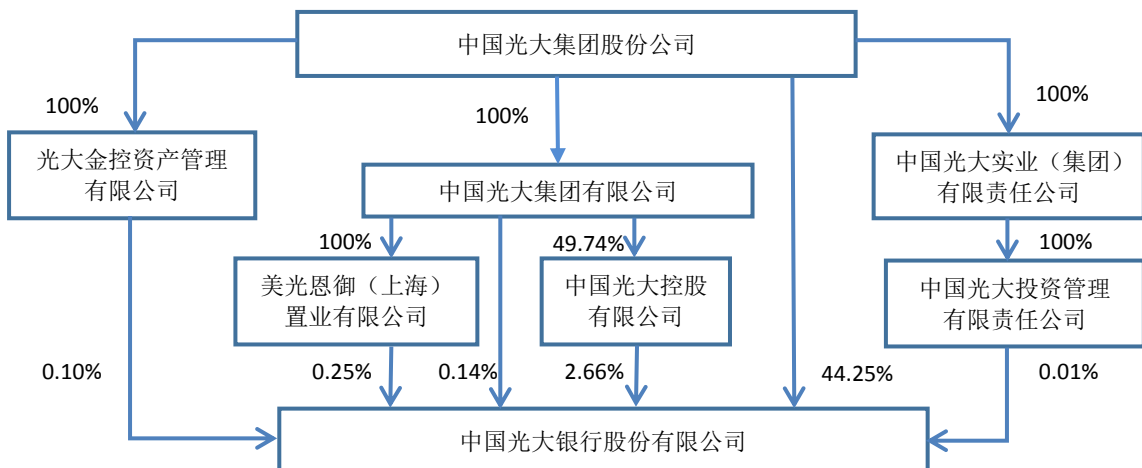 中国光大集团股份公司
100%
100%
100%
光大金控资产管理
有限公司
中国光大集团有限公司
中国光大实业（集团）
有限责任公司
100%
49.74%
100%
美光恩御（上海）
置业有限公司
中国光大控股
有限公司
中国光大投资管理
有限责任公司
0.10%
0.25%
0.14%
2.66%
44.25%
0.01%
中国光大银行股份有限公司